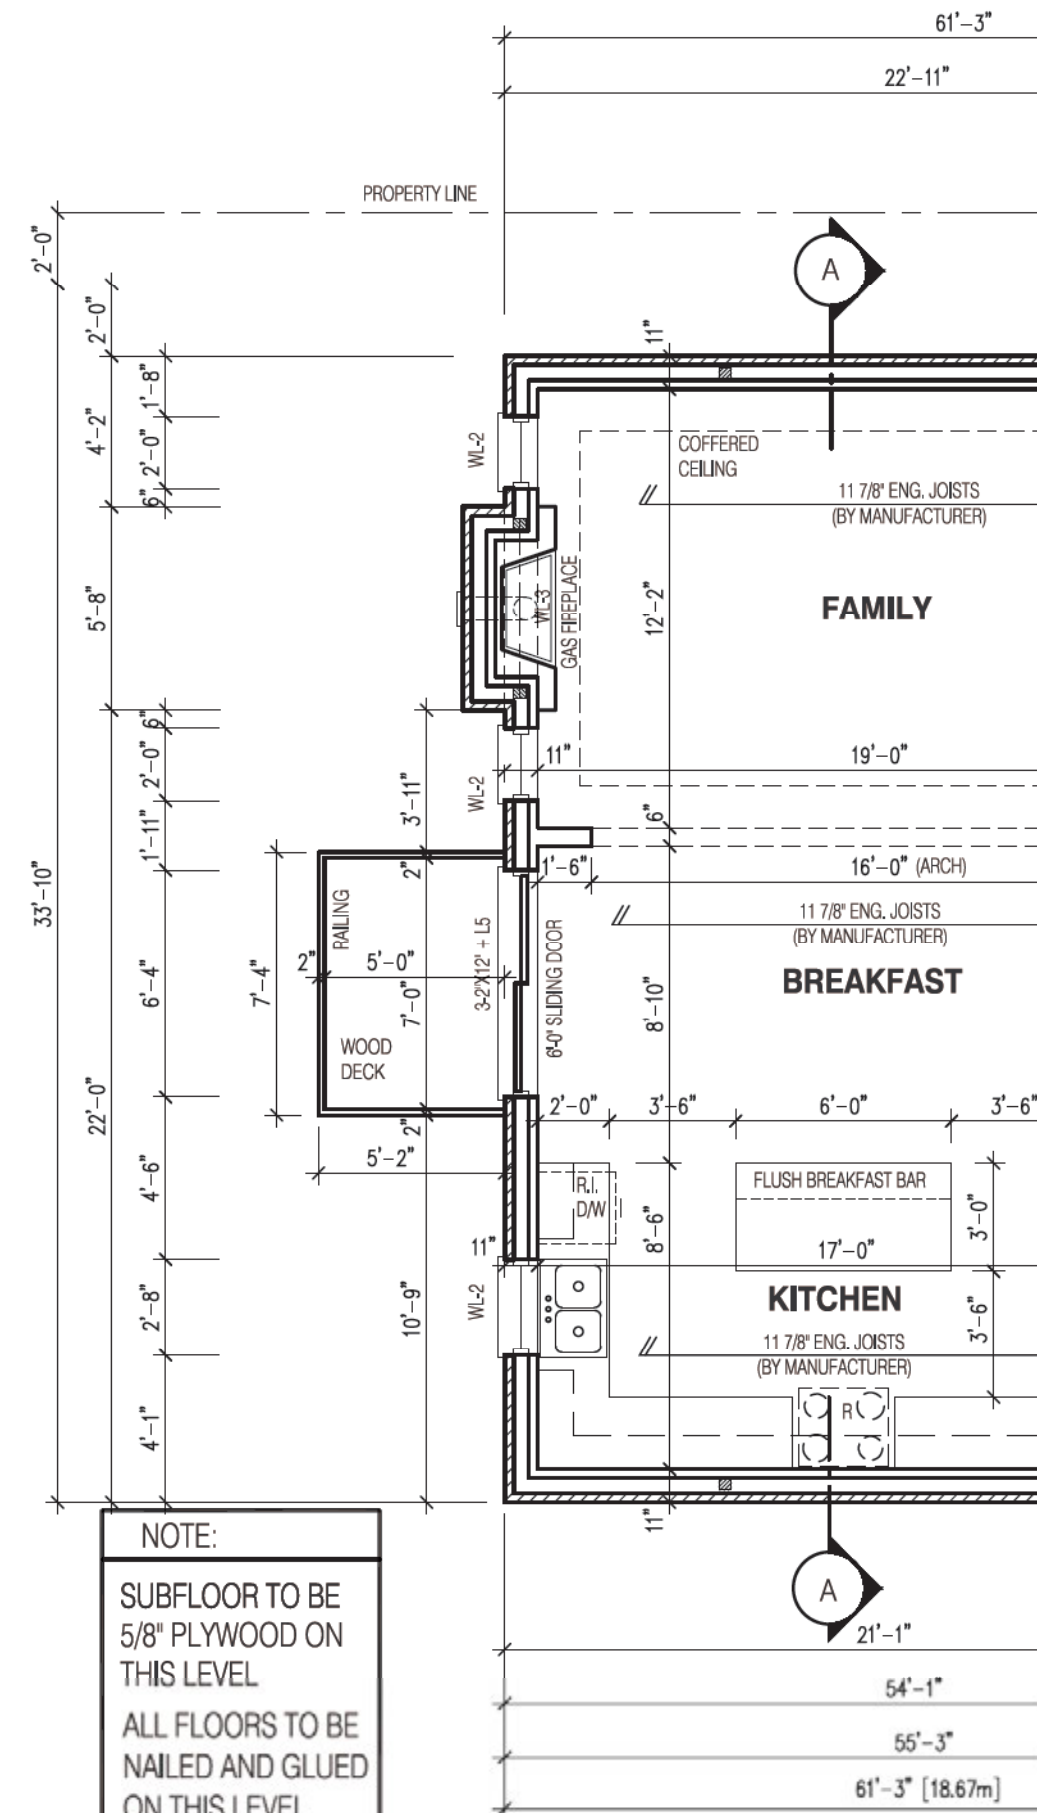 61'-3"
22'-11"
PROPERTY LINE
2'-0"
A
2'-0"
11"
1'-8"
4'-2"
2'-0"
WL-2
COFFERED
CEILING
6"
11 7/8" ENG. JOISTS
(BY MANUFACTURER)
5'-8"
WL-3
GAS FIREPLACE
12'-2"
FAMILY
6"
2'-0"
11"
19'-0"
WL-2
3'-11"
6"
1'-11"
2"
1'-6"
16'-0" (ARCH)
33'-10"
RAILING
11 7/8" ENG. JOISTS
(BY MANUFACTURER)
2"
5'-0"
3-2"X12" + L5
6'-0" SLIDING DOOR
BREAKFAST
6'-4"
7'-4"
7'-0"
8'-10"
WOOD
DECK
22'-0"
2"
2'-0"
3'-6"
6'-0"
3'-6"
4'-6"
5'-2"
R.I.
D/W
FLUSH BREAKFAST BAR
3'-0"
8'-6"
11"
17'-0"
2'-8"
10'-9"
WL-2
KITCHEN
3'-6"
11 7/8" ENG. JOISTS
(BY MANUFACTURER)
4'-1"
R
11"
NOTE:
SUBFLOOR TO BE
5/8" PLYWOOD ON
THIS LEVEL
ALL FLOORS TO BE
NAILED AND GLUED
ON THIS LEVEL
A
21'-1"
54'-1"
55'-3"
61'-3" [18.67m]